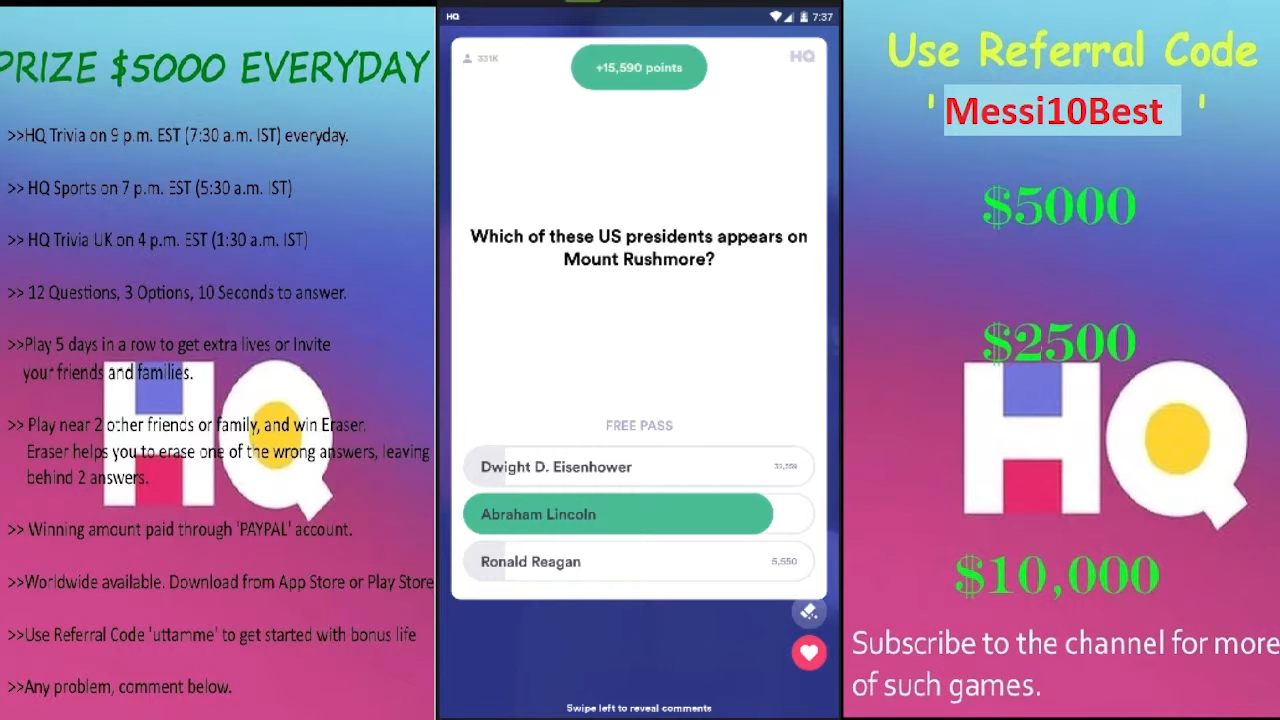 PRIZE $5000 EVERYDAY
>>HQ Trivia on 9 p.m. EST (7:30 a.m. IST) everyday.
>> HQ Sports on 7 p.m. EST (5:30 a.m. IST)
>> HQ Trivia UK on 4 p.m. EST (1:30 a.m. IST)
>> 12 Questions, 3 Options, 10 Seconds to answer.
>>Play 5 days in a row to get extra lives or Invite
your friends and families.
>> Play near 2 other friends or family, and win Eraser.
Eraser helps you to erase one of the wrong answers, leaving
behind 2 answers.
>> Winning amount paid through 'PAYPAL' account.
>>Worldwide available. Download from App Store or Play Store
>>Use Referral Code 'uttamme' to get started with bonus life
>>Any problem, comment below.
HQ
HQ
7:37
331K
+15,590 points
HQ
Which of these US presidents appears on
Mount Rushmore?
FREE PASS
Dwight D. Eisenhower
Abraham Lincoln
Ronald Reagan
5,550
Swipe left to reveal comments
Use Referral Code
' Messi10Best '
$5000
$2500
HQ
$10,000
Subscribe to the channel for more
of such games.